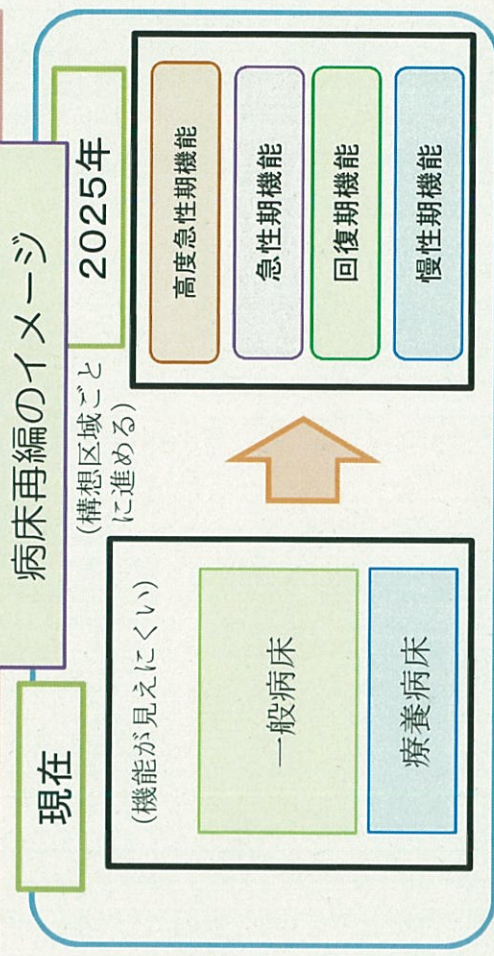 病床再編のイメージ
現在
(機能が見えにくい)
一般病床
療養病床
(構想区域ごと
に進める)
2025年
高度急性期機能
急性期機能
回復期機能
慢性期機能